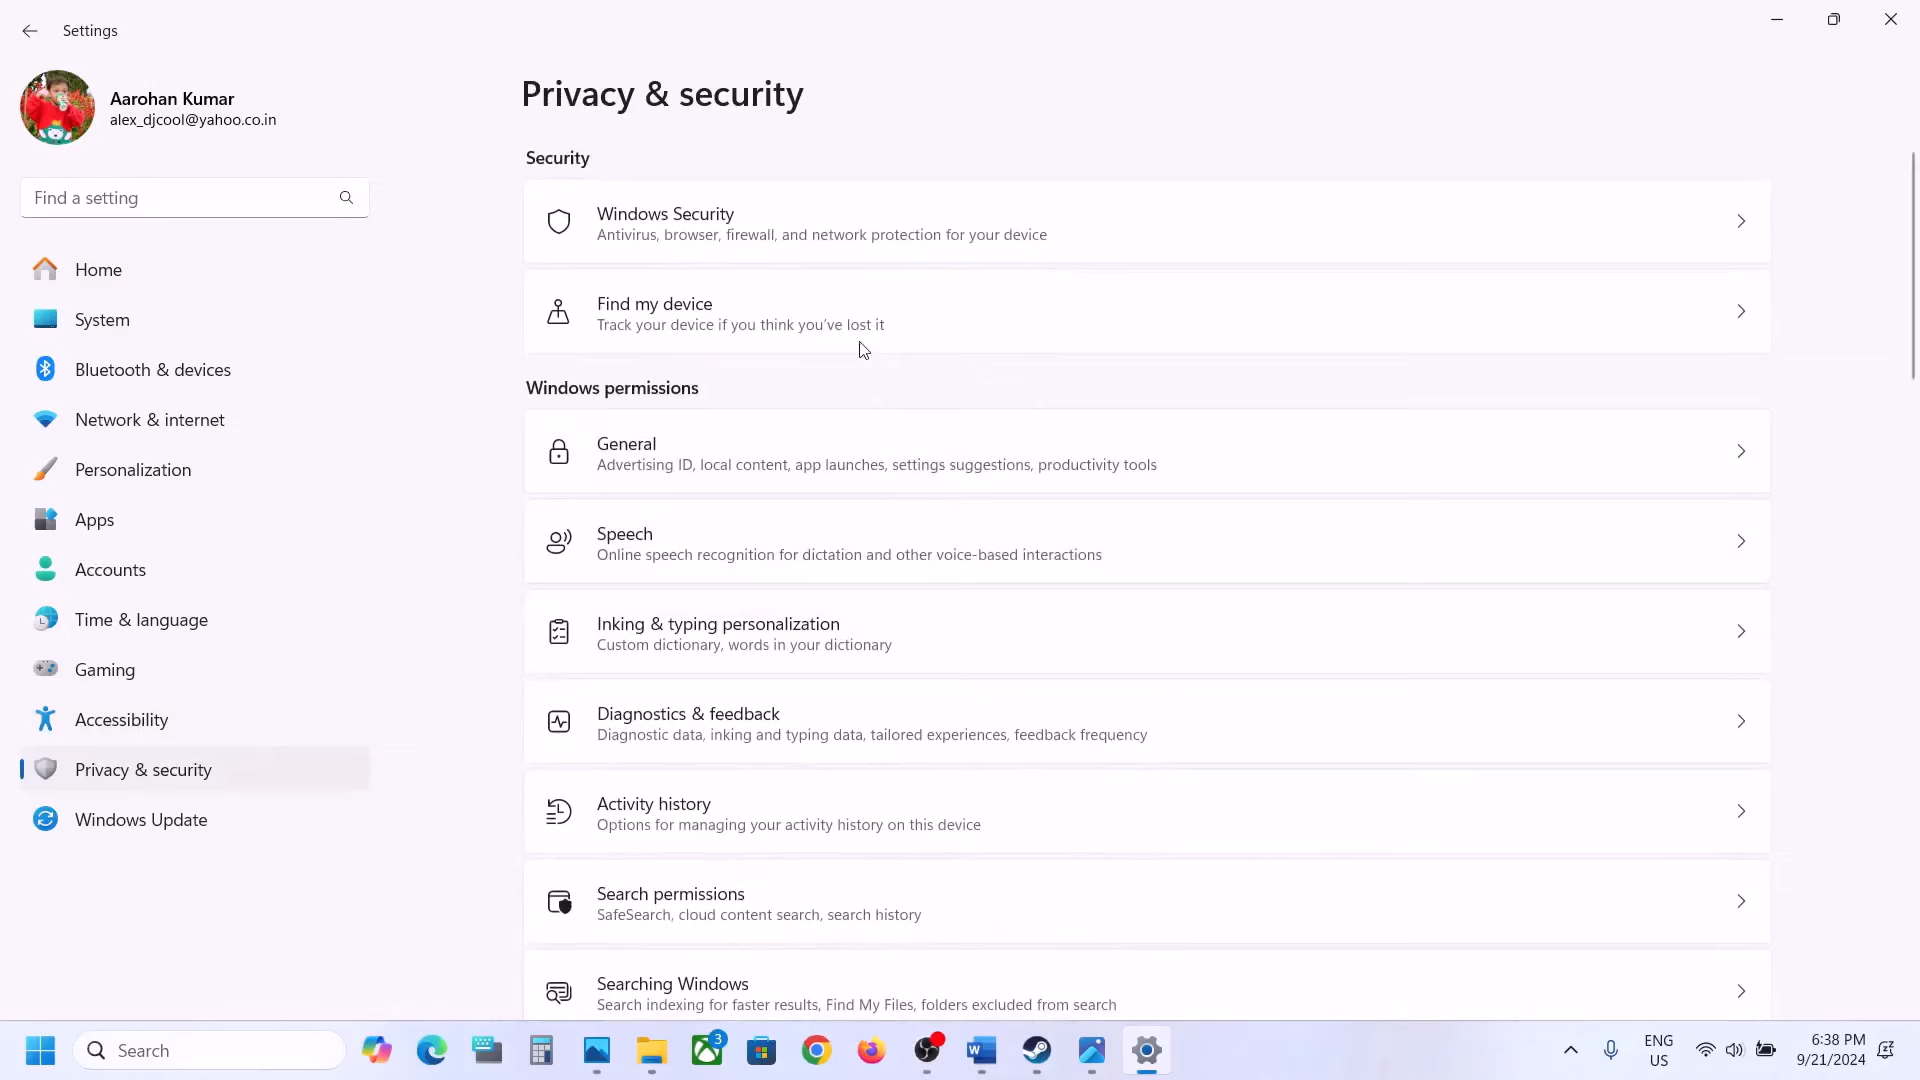 Settings
Aarohan Kumar
alex_djcool@yahoo.co.in
Find a setting
Home
System
Bluetooth & devices
Network & internet
Personalization
Apps
Accounts
Time & language
Gaming
Accessibility
Privacy & security
Windows Update
Privacy & security
Security
Windows Security
Antivirus, browser, firewall, and network protection for your device
Find my device
Track your device if you think you've lost it
Windows permissions
General
Advertising ID, local content, app launches, settings suggestions, productivity tools
Speech
Online speech recognition for dictation and other voice-based interactions
Inking & typing personalization
Custom dictionary, words in your dictionary
Diagnostics & feedback
Diagnostic data, inking and typing data, tailored experiences, feedback frequency
Activity history
Options for managing your activity history on this device
Search permissions
SafeSearch, cloud content search, search history
Searching Windows
Search indexing for faster results, Find My Files, folders excluded from search
Search
3
ENG
US
6:38 PM
9/21/2024